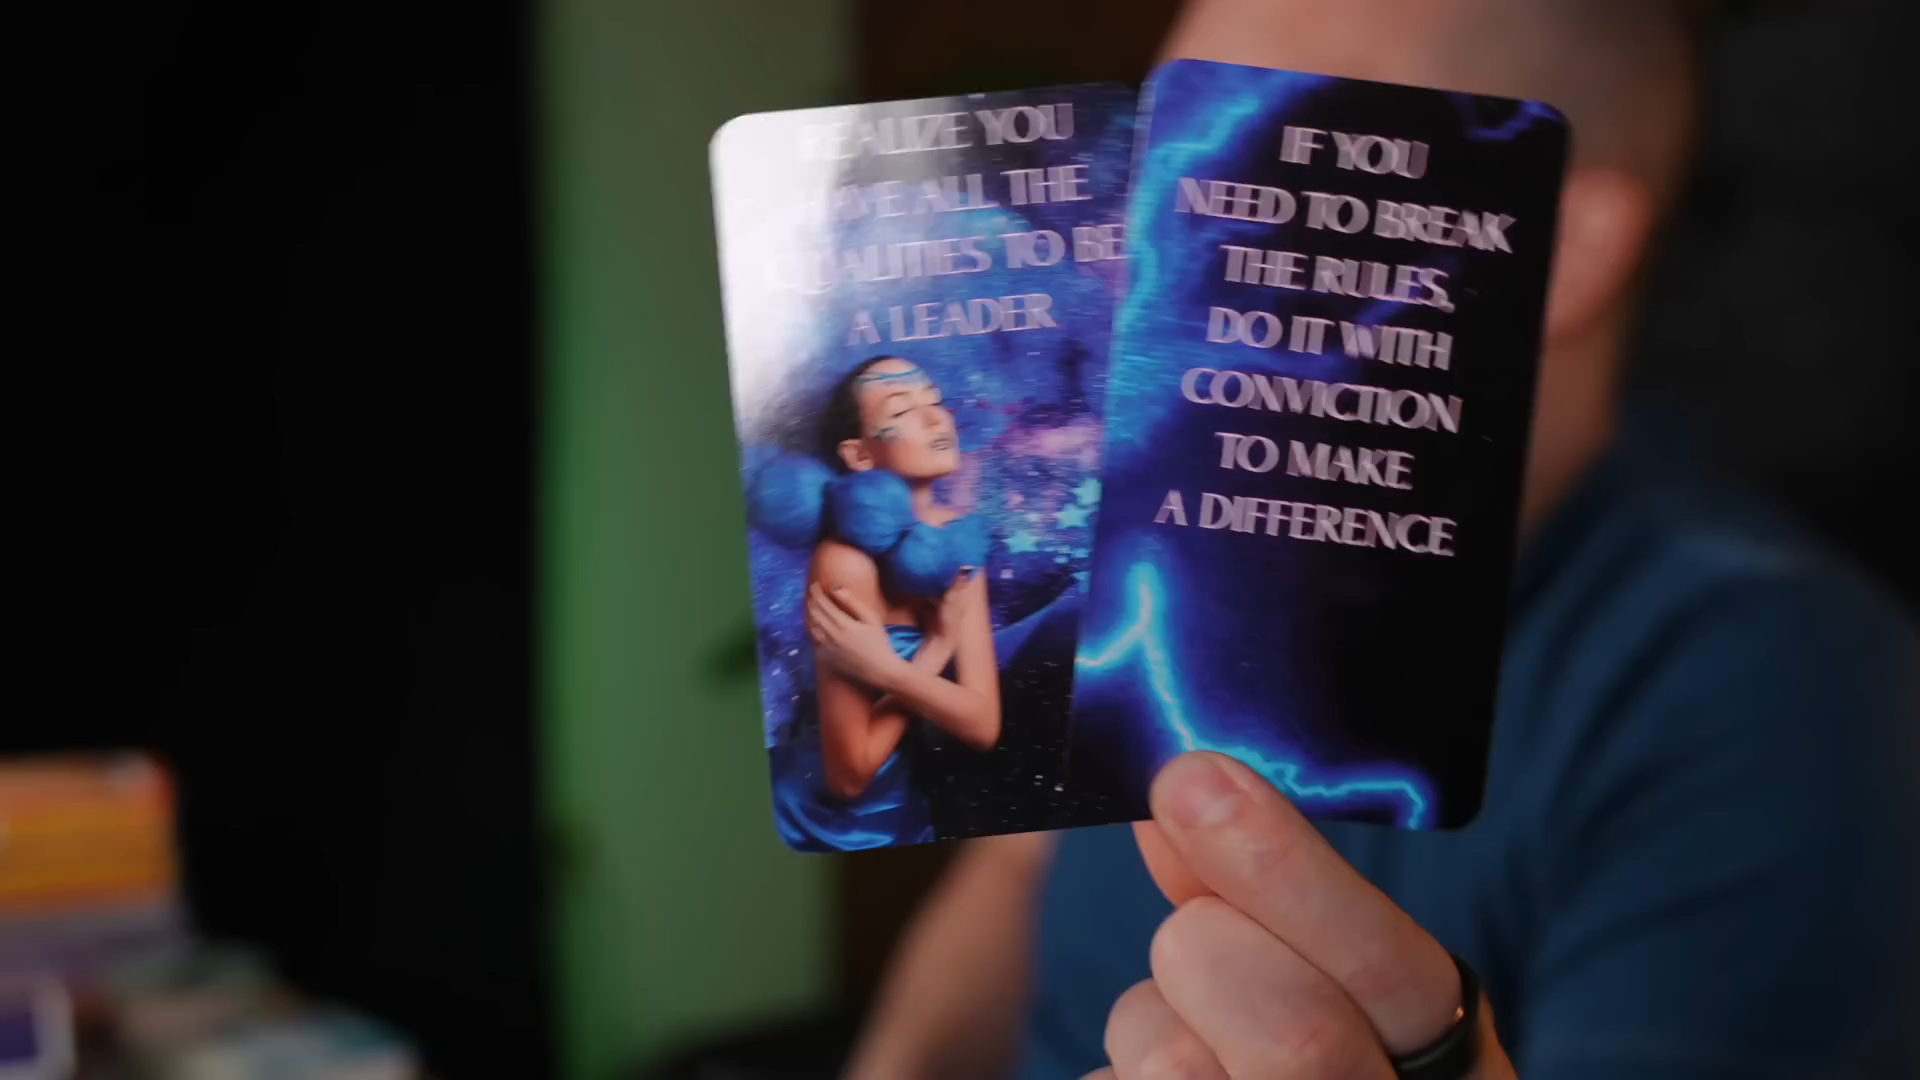 REALIZE YOU
HAVE ALL THE
QUALITIES TO BE
A LEADER
IF YOU
NEED TO BREAK
THE RULES,
DO IT WITH
CONVICTION
TO MAKE
A DIFFERENCE